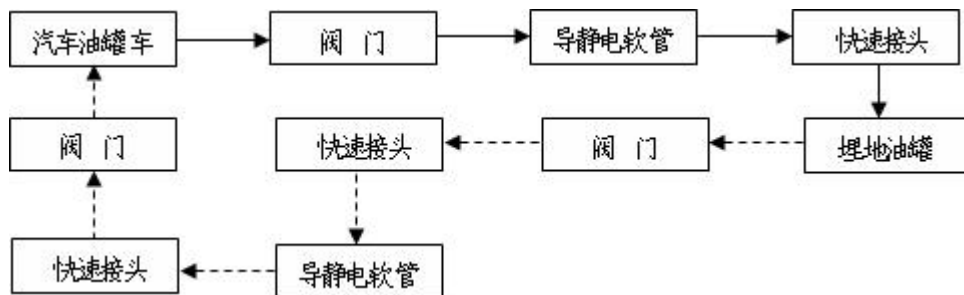 汽车油罐车
阀 门
导静电软管
快速接头
阀 门
快速接头
阀 门
埋地油罐
快速接头
导静电软管